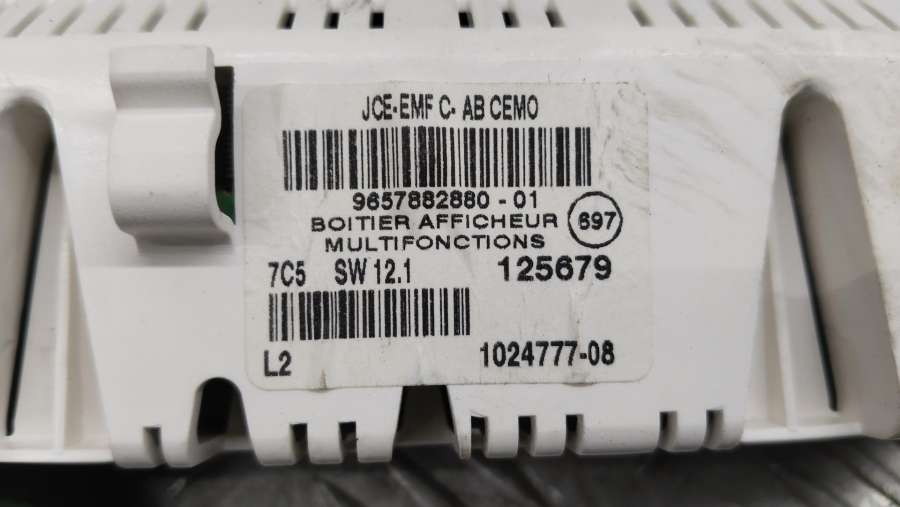 JCE-EMF C- AB CEMO
9657882880-01
BOITIER AFFICHEUR
MULTIFONCTIONS
697
7C5 SW 12.1 125679
L2 1024777-08